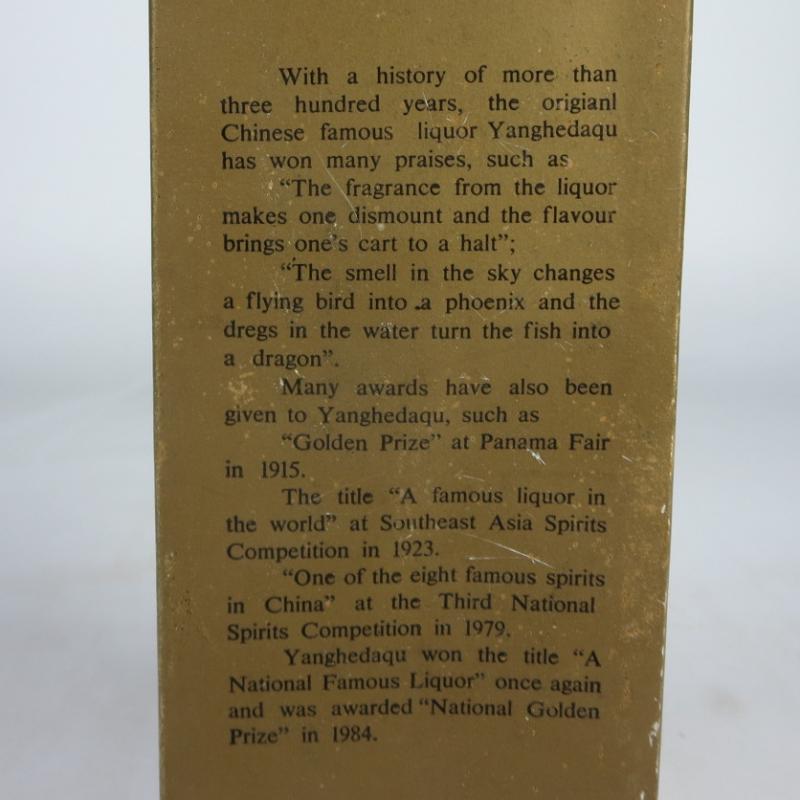 With a history of more than
three hundred years, the origianl
Chinese famous liquor Yanghedaqu
has won many praises, such as
“The fragrance from the liquor
makes one dismount and the flavour
brings one's cart to a halt”;
“The smell in the sky changes
a flying bird into a phoenix and the
dregs in the water turn the fish into
a dragon”.
Many awards have also been
given to Yanghedaqu, such as
“Golden Prize” at Panama Fair
in 1915.
The title “A famous liquor in
the world” at Southeast Asia Spirits
Competition in 1923.
“One of the eight famous spirits
in China” at the Third National
Spirits Competition in 1979.
Yanghedaqu won the title “A
National Famous Liquor” once again
and was awarded “National Golden
Prize” in 1984.